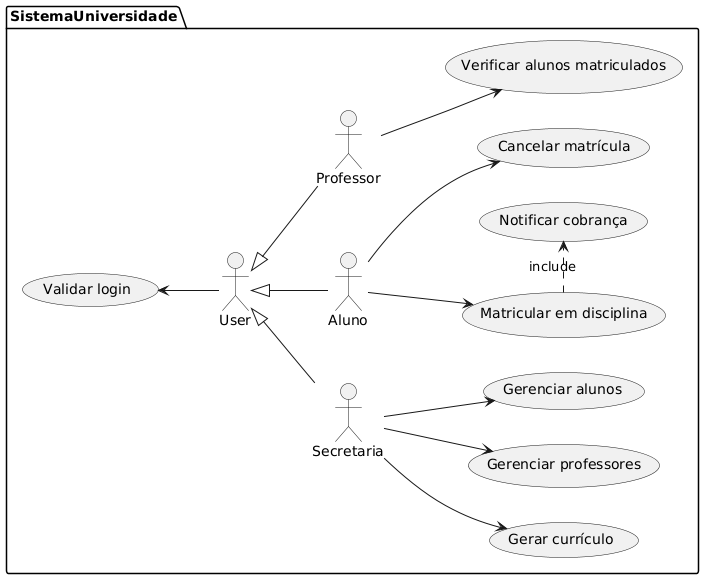 SistemaUniversidade
Verificar alunos matriculados
Cancelar matrícula
Professor
Notificar cobrança
include
Validar login
User
Aluno
Matricular em disciplina
Gerenciar alunos
Secretaria
Gerenciar professores
Gerar currículo